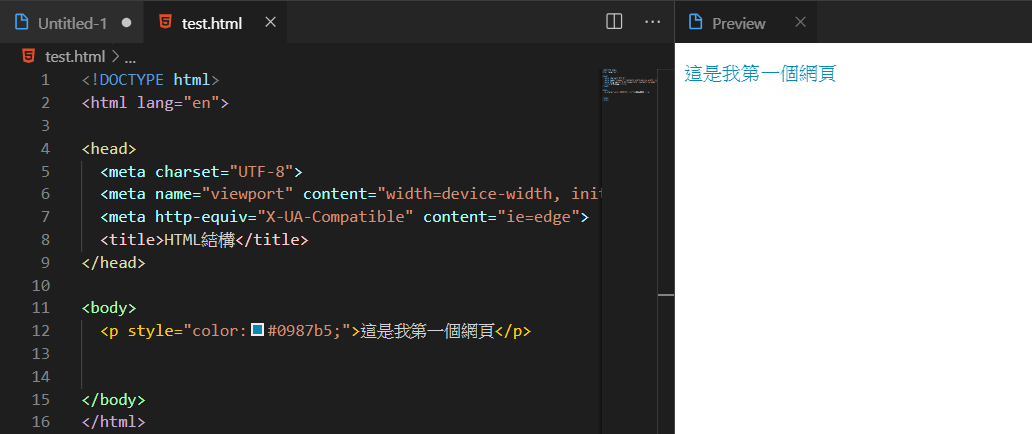 Untitled-1
test.html
Preview
test.html > ...
1 <!DOCTYPE html>
2 <html lang="en">
3
4 <head>
5 <meta charset="UTF-8">
6 <meta name="viewport" content="width=device-width, init
7 <meta http-equiv="X-UA-Compatible" content="ie=edge">
8 <title>HTML結構</title>
9 </head>
10
11 <body>
12 <p style="color:#0987b5;">這是我第一個網頁</p>
13
14
15 </body>
16 </html>
這是我第一個網頁